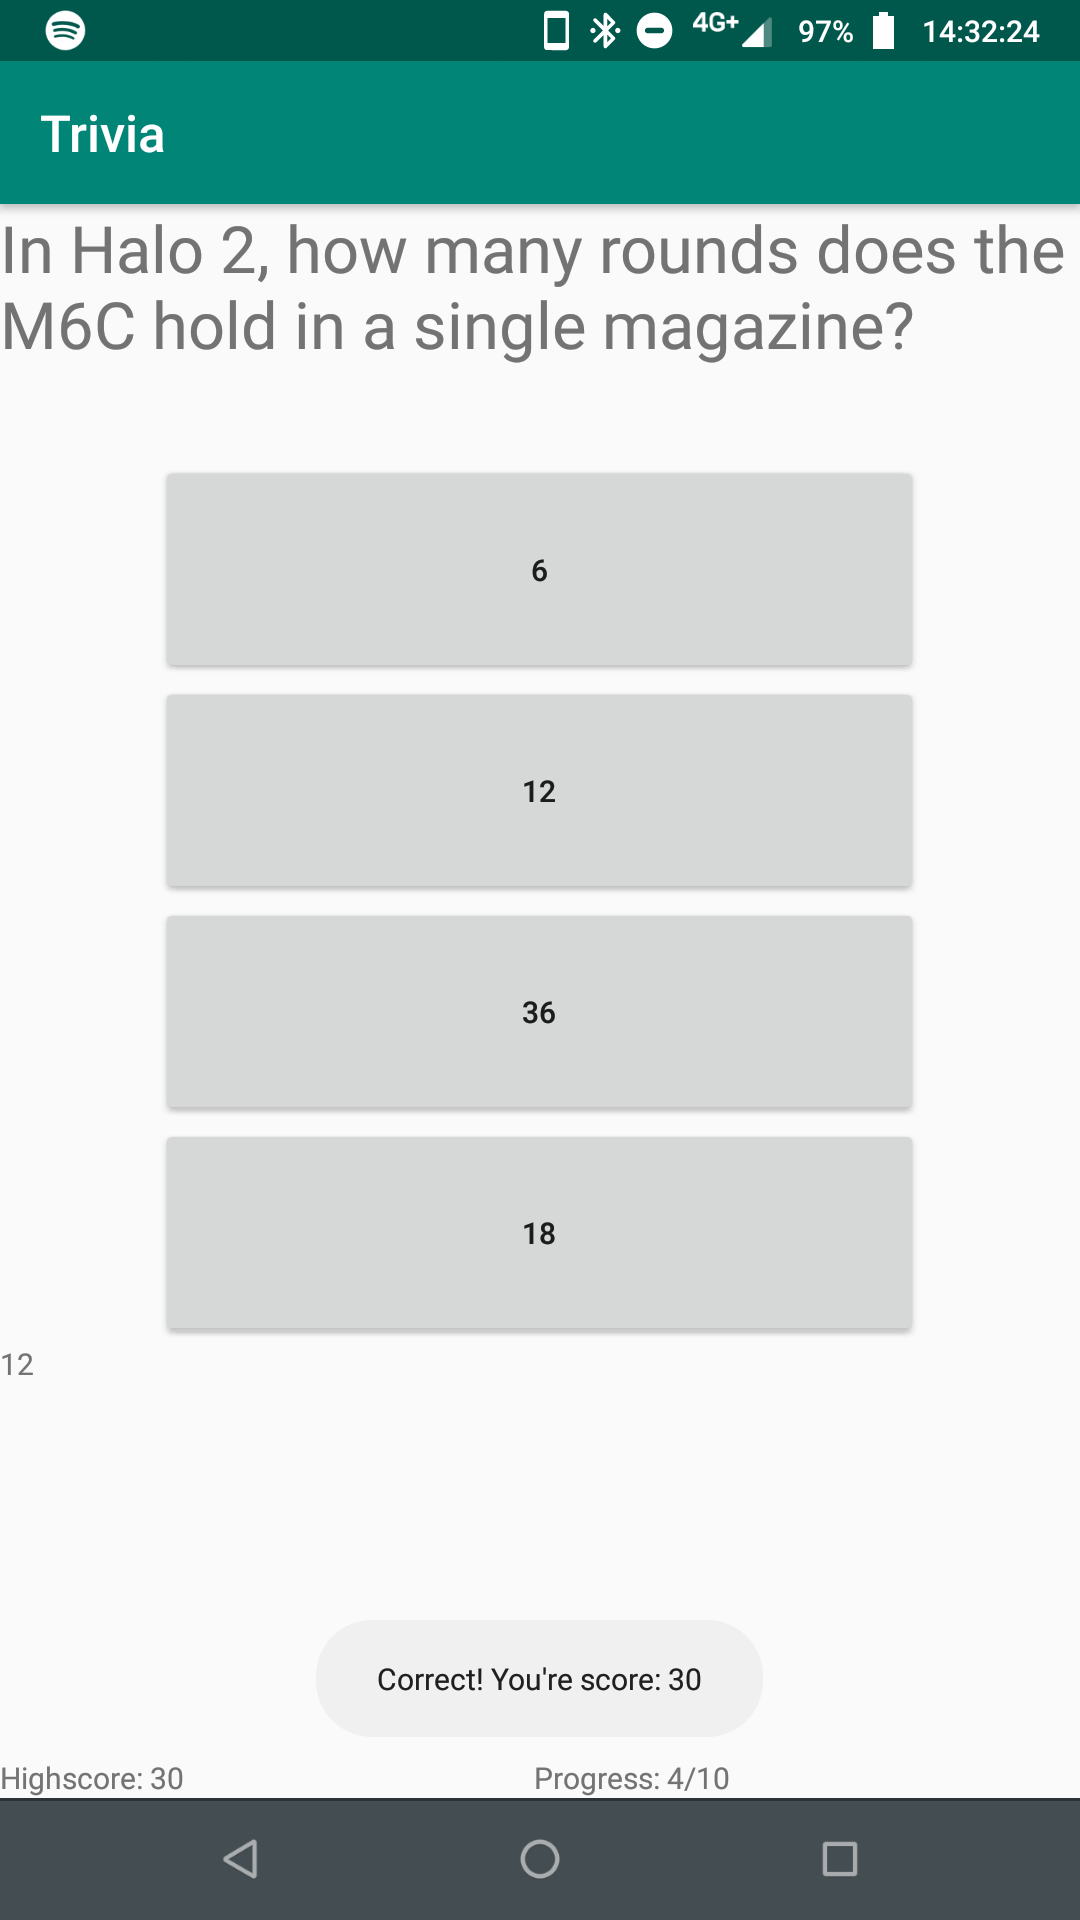 4G+ 97% 14:32:24
Trivia
In Halo 2, how many rounds does the
M6C hold in a single magazine?
6
12
36
18
12
Correct! You're score: 30
Highscore: 30 Progress: 4/10